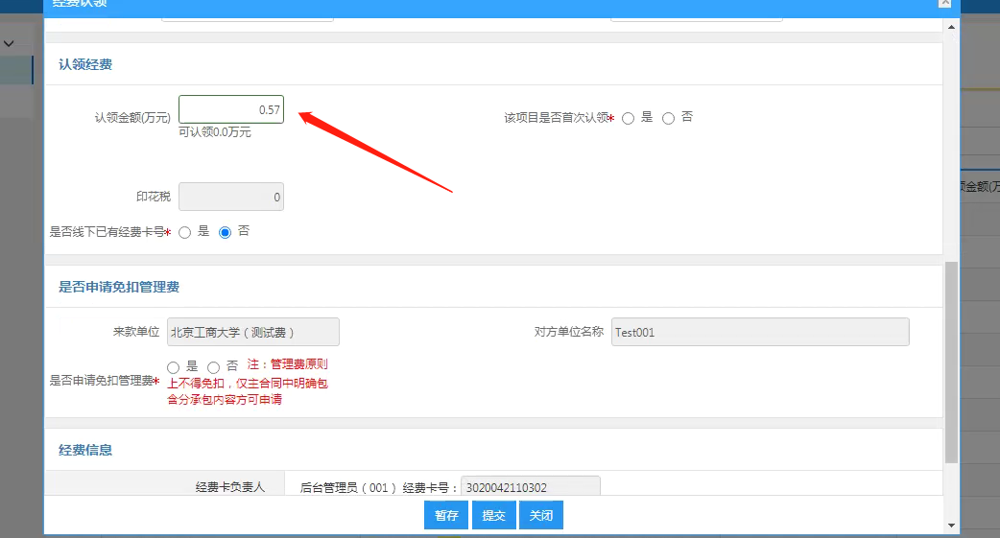 经费认领
认领经费
认领金额(万元) 0.57
可认领0.0万元
该项目是否首次认领* 是 否
印花税 0
是否线下已有经费卡号* 是 否
领金额(万
是否申请免扣管理费
来款单位 北京工商大学（测试费） 对方单位名称 Test001
是否申请免扣管理费* 是 否 注：管理费原则
上不得免扣，仅主合同中明确包
含分承包内容方可申请
经费信息
经费卡负责人 后台管理员（001） 经费卡号： 3020042110302
暂存 提交 关闭